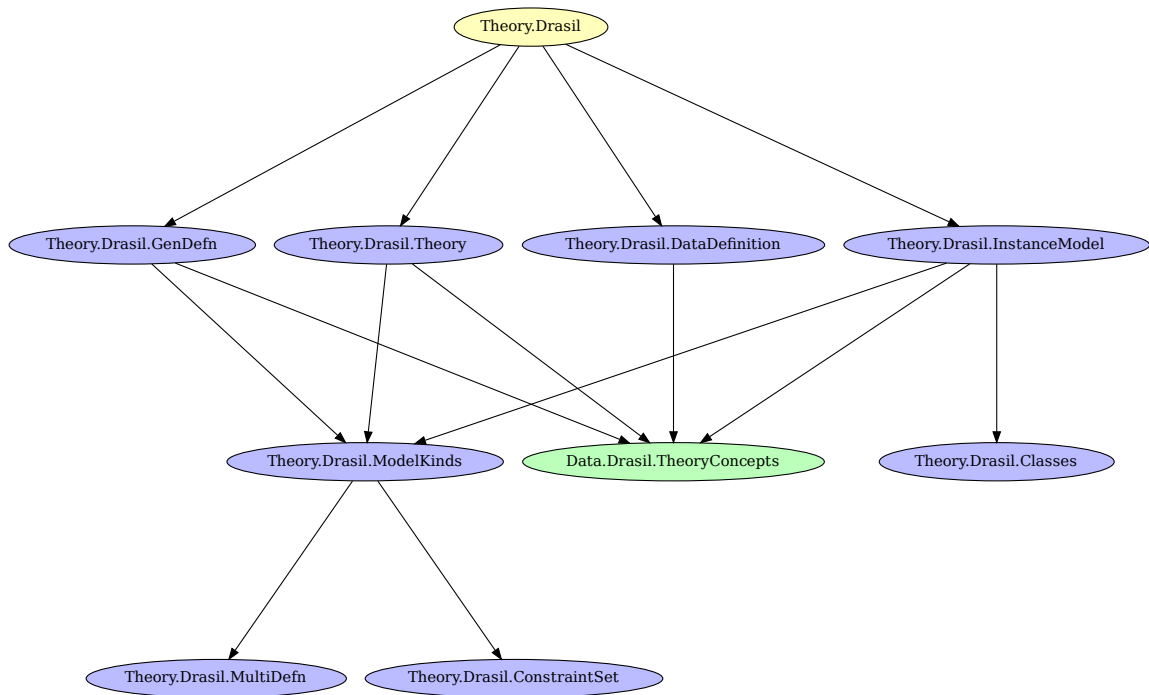 Theory.Drasil
Theory.Drasil.GenDefn
Theory.Drasil.Theory
Theory.Drasil.DataDefinition
Theory.Drasil.InstanceModel
Theory.Drasil.ModelKinds
Data.Drasil.TheoryConcepts
Theory.Drasil.Classes
Theory.Drasil.MultiDefn
Theory.Drasil.ConstraintSet